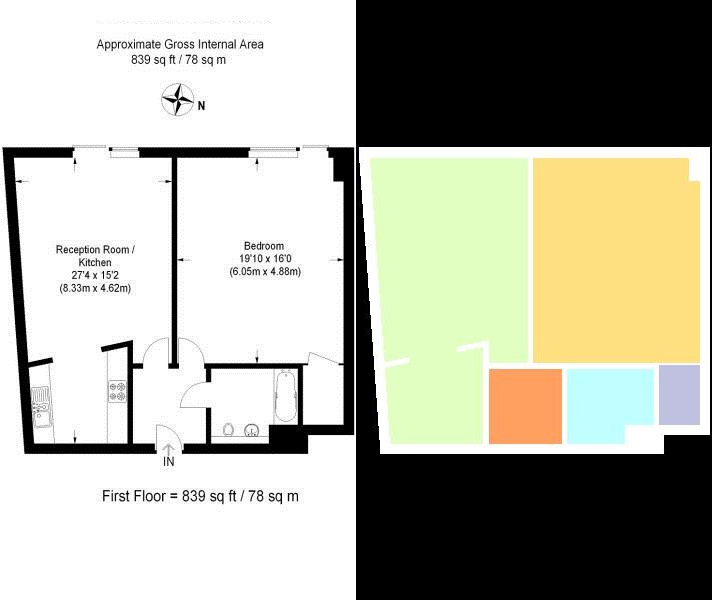 Approximate Gross Internal Area
839 sq ft / 78 sq m
N
Reception Room /
Kitchen
27'4 x 15'2
(8.33m x 4.62m)
Bedroom
19'10 x 16'0
(6.05m x 4.88m)
IN
First Floor = 839 sq ft / 78 sq m